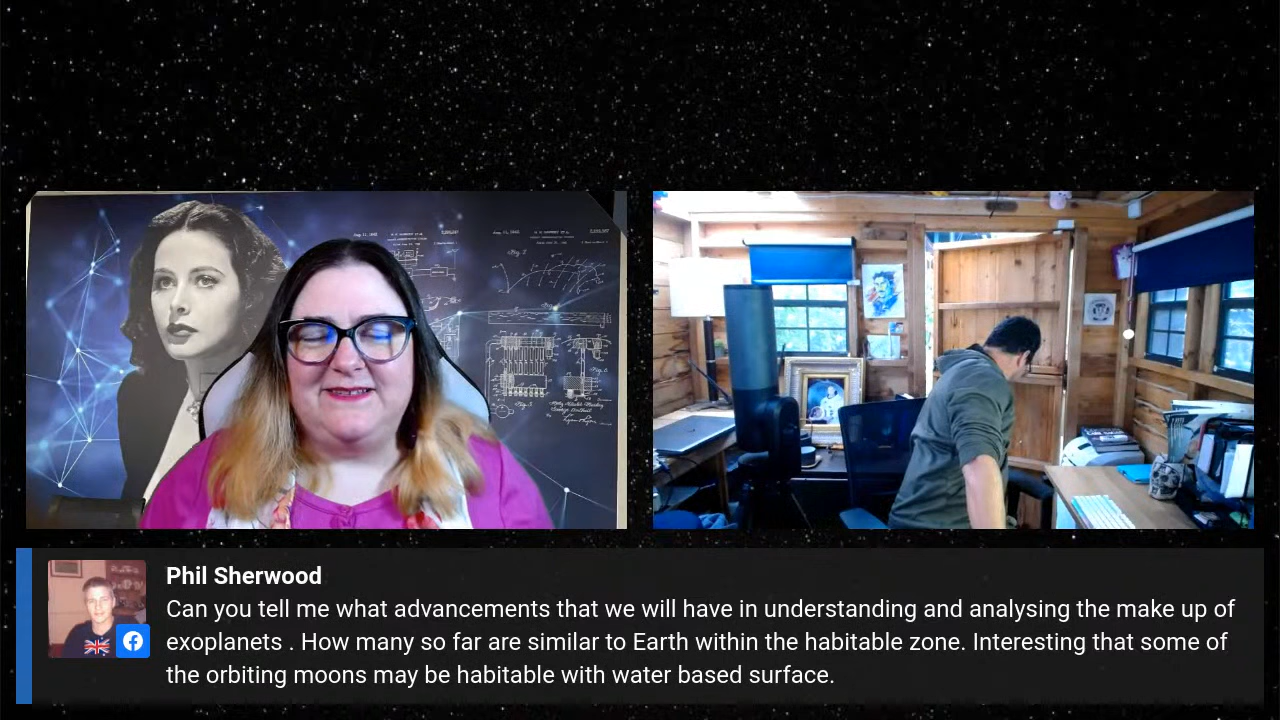 Phil Sherwood
Can you tell me what advancements that we will have in understanding and analysing the make up of
exoplanets . How many so far are similar to Earth within the habitable zone. Interesting that some of
the orbiting moons may be habitable with water based surface.